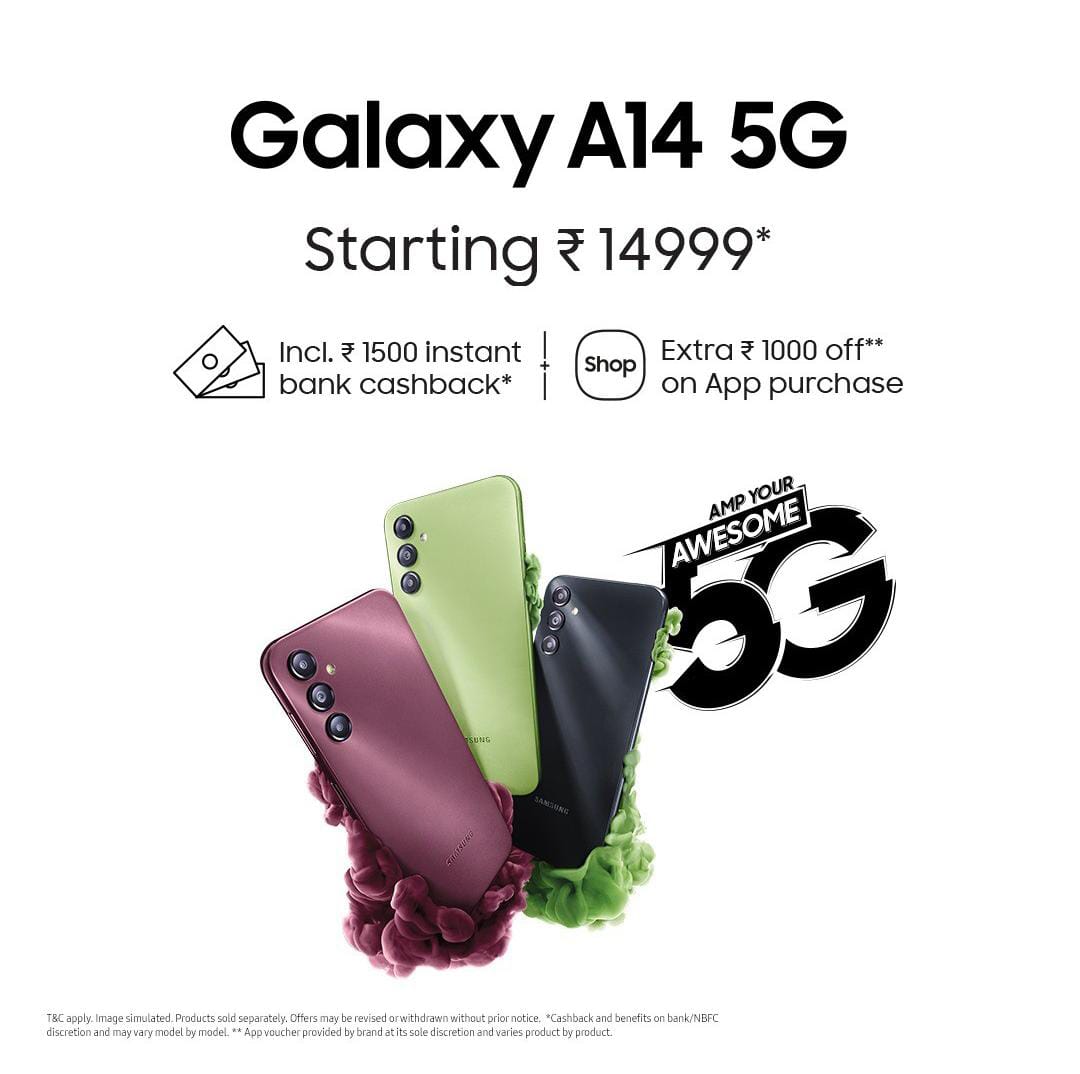 Galaxy A14 5G
Starting ₹ 14999*
Incl. ₹ 1500 instant
bank cashback*
+
Shop
Extra ₹ 1000 off**
on App purchase
AMP YOUR
AWESOME
5G
SAMSUNG
SAMSUNG
SAMSUNG
T&C apply. Image simulated. Products sold separately. Offers may be revised or withdrawn without prior notice. *Cashback and benefits on bank/NBFC
discretion and may vary model by model. ** App voucher provided by brand at its sole discretion and varies product by product.